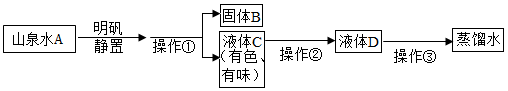 山泉水A
明矾
静置
操作①
固体B
液体C
(有色、
有味)
操作②
液体D
操作③
蒸馏水